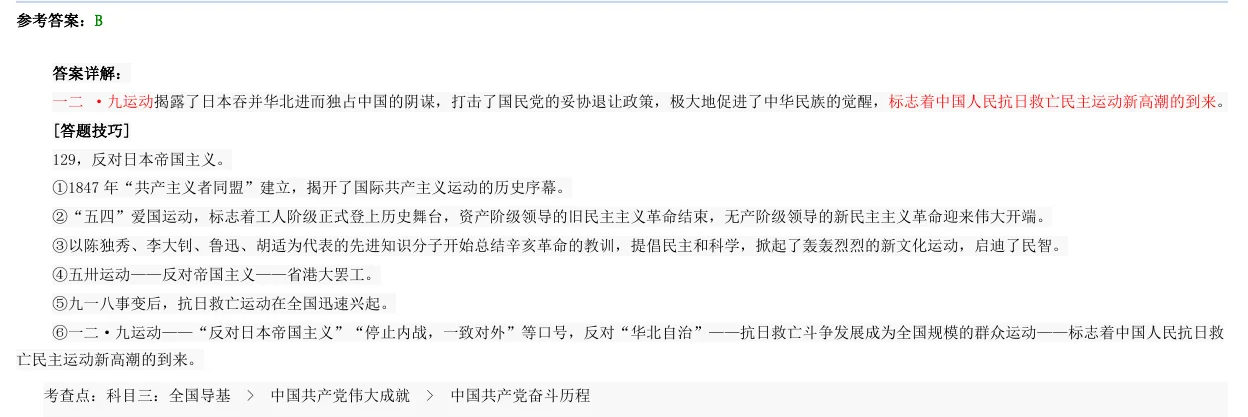 参考答案：B
答案详解：
一二 ·九运动揭露了日本吞并华北进而独占中国的阴谋，打击了国民党的妥协退让政策，极大地促进了中华民族的觉醒，标志着中国人民抗日救亡民主运动新高潮的到来。
[答题技巧]
129，反对日本帝国主义。
①1847 年“共产主义者同盟”建立，揭开了国际共产主义运动的历史序幕。
②“五四”爱国运动，标志着工人阶级正式登上历史舞台，资产阶级领导的旧民主主义革命结束，无产阶级领导的新民主主义革命迎来伟大开端。
③以陈独秀、李大钊、鲁迅、胡适为代表的先进知识分子开始总结辛亥革命的教训，提倡民主和科学，掀起了轰轰烈烈的新文化运动，启迪了民智。
④五卅运动——反对帝国主义——省港大罢工。
⑤九一八事变后，抗日救亡运动在全国迅速兴起。
⑥一二·九运动——“反对日本帝国主义”“停止内战，一致对外”等口号，反对“华北自治”——抗日救亡斗争发展成为全国规模的群众运动——标志着中国人民抗日救
亡民主运动新高潮的到来。
考查点：科目三：全国导基 > 中国共产党伟大成就 > 中国共产党奋斗历程